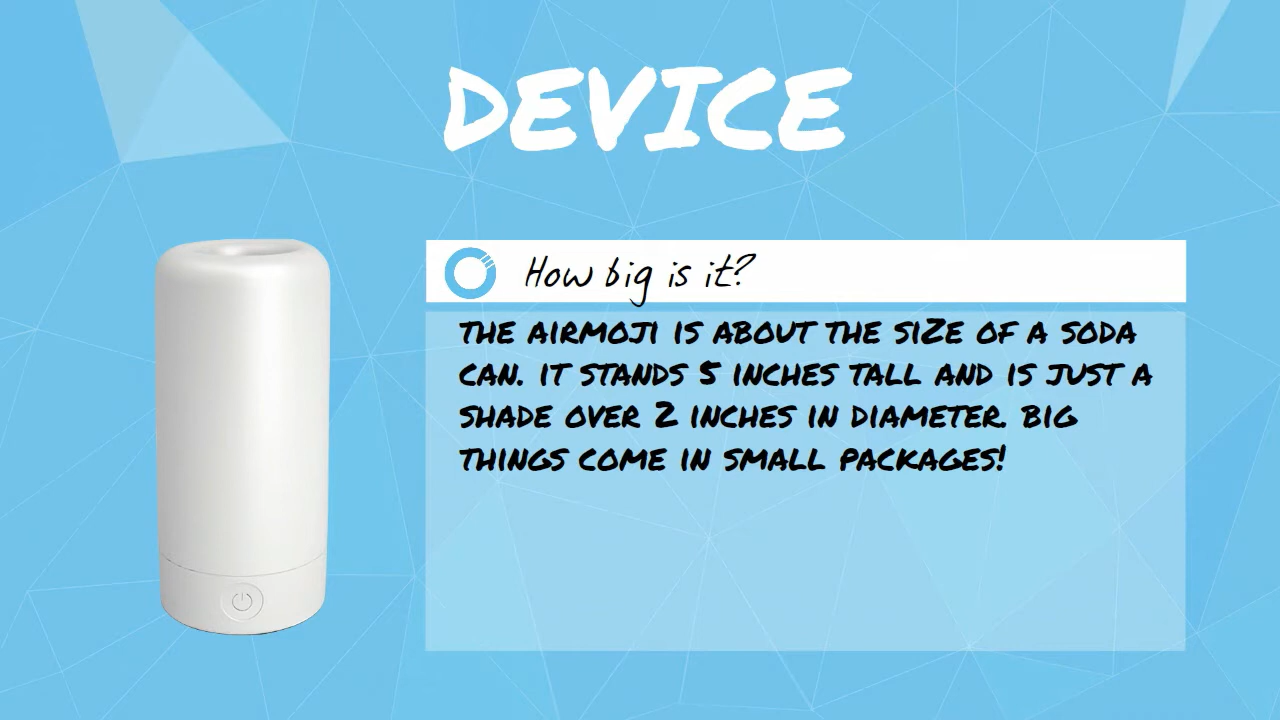 DEVICE
How big is it?
THE AIRMOJI IS ABOUT THE SIZE OF A SODA
CAN. IT STANDS 5 INCHES TALL AND IS JUST A
SHADE OVER 2 INCHES IN DIAMETER. BIG
THINGS COME IN SMALL PACKAGES!